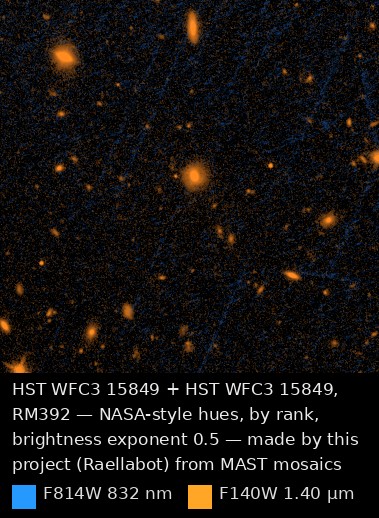 HST WFC3 15849 + HST WFC3 15849,
RM392 — NASA-style hues, by rank,
brightness exponent 0.5 — made by this
project (Raellabot) from MAST mosaics
F814W 832 nm F140W 1.40 µm